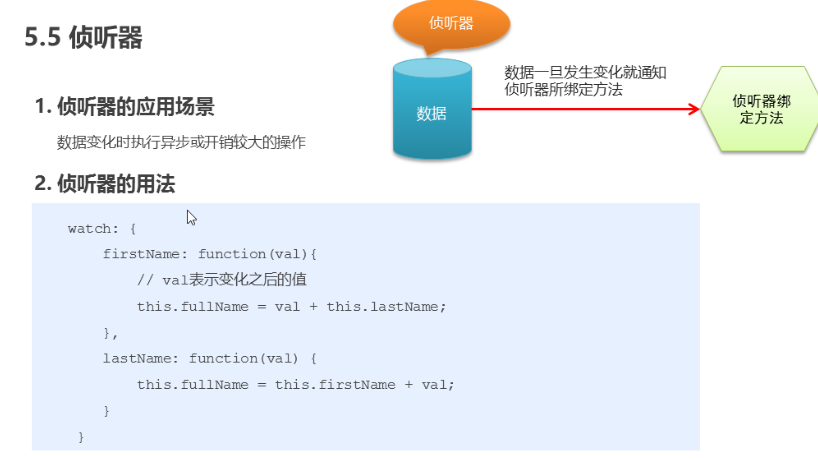 5.5 侦听器
侦听器
数据
数据一旦发生变化就通知
侦听器所绑定方法
侦听器绑
定方法
1. 侦听器的应用场景
数据变化时执行异步或开销较大的操作
2. 侦听器的用法
watch: {
firstName: function(val){
// val表示变化之后的值
this.fullName = val + this.lastName;
},
lastName: function(val) {
this.fullName = this.firstName + val;
}
}